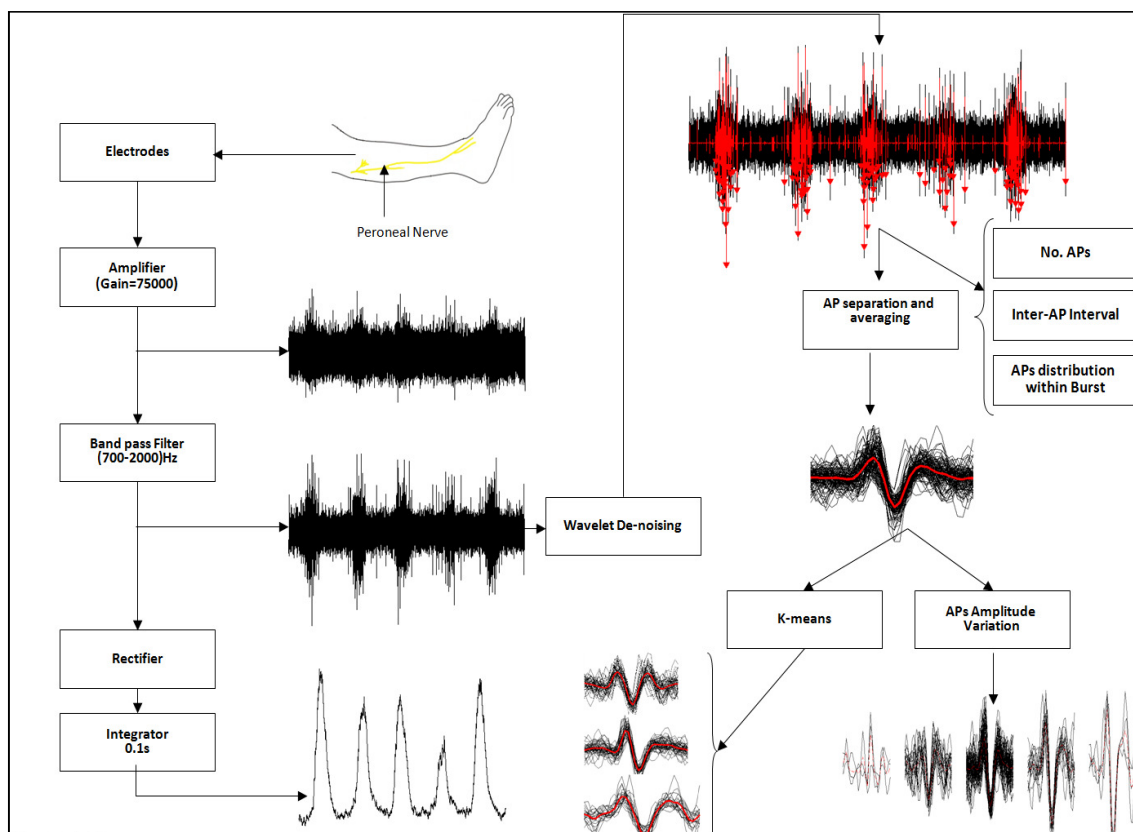 Electrodes
Peroneal Nerve
Amplifier
(Gain=75000)
Band pass Filter
(700-2000)Hz
Wavelet De-noising
Rectifier
Integrator
0.1s
No. APs
AP separation and
averaging
Inter-AP Interval
APs distribution
within Burst
K-means
APs Amplitude
Variation